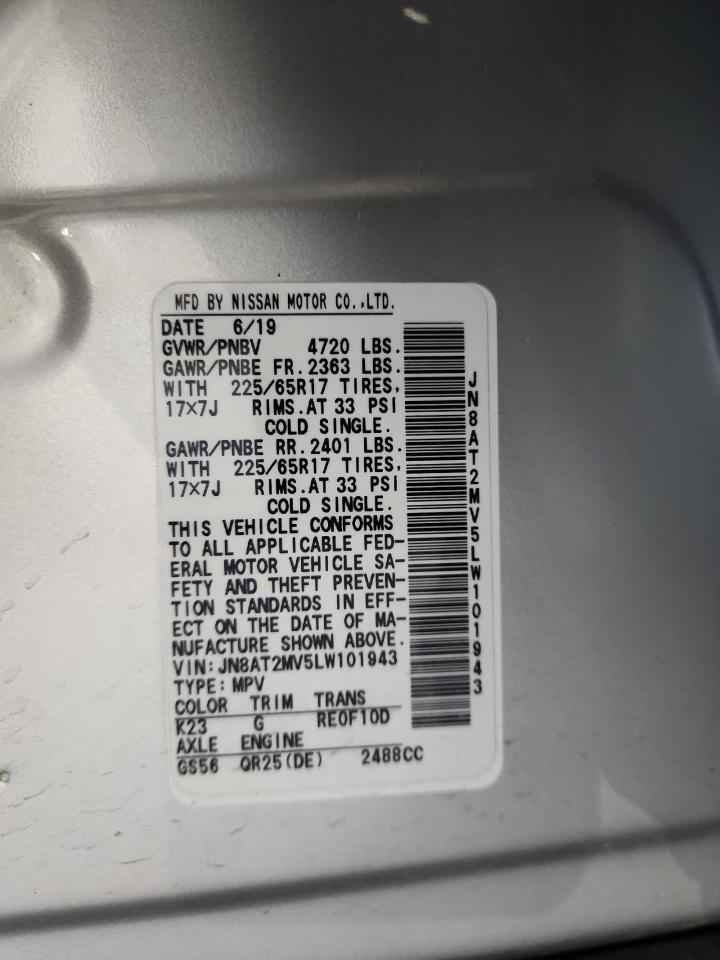 MFD BY NISSAN MOTOR CO.,LTD.
DATE 6/19
GVWR/PNBV 4720 LBS.
GAWR/PNBE FR. 2363 LBS.
WITH 225/65R17 TIRES,
17×7J RIMS.AT 33 PSI
COLD SINGLE.
GAWR/PNBE RR. 2401 LBS.
WITH 225/65R17 TIRES,
17×7J RIMS.AT 33 PSI
COLD SINGLE.
THIS VEHICLE CONFORMS
TO ALL APPLICABLE FED-
ERAL MOTOR VEHICLE SA-
FETY AND THEFT PREVEN-
TION STANDARDS IN EFF-
ECT ON THE DATE OF MA-
NUFACTURE SHOWN ABOVE.
VIN:JN8AT2MV5LW101943
TYPE:MPV
COLOR TRIM TRANS
K23 G RE0F10D
AXLE ENGINE
GS56 QR25(DE) 2488CC
JN8AT2MV5LW101943